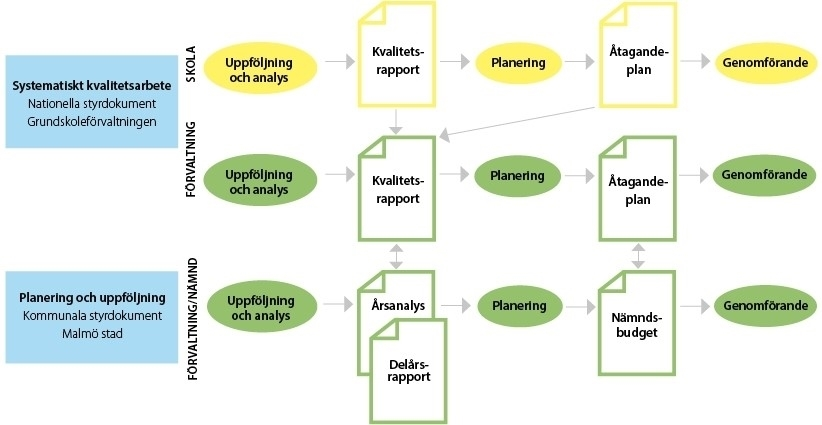 SKOLA
Uppföljning
och analys
Kvalitets-
rapport
Planering
Åtagande-
plan
Genomförande
Systematiskt kvalitetsarbete
Nationella styrdokument
Grundskoleförvaltningen
FÖRVALTNING
Uppföljning
och analys
Kvalitets-
rapport
Planering
Åtagande-
plan
Genomförande
Planering och uppföljning
Kommunala styrdokument
Malmö stad
FÖRVALTNING/NÄMND
Uppföljning
och analys
Årsanalys
Delårs-
rapport
Planering
Nämnds-
budget
Genomförande